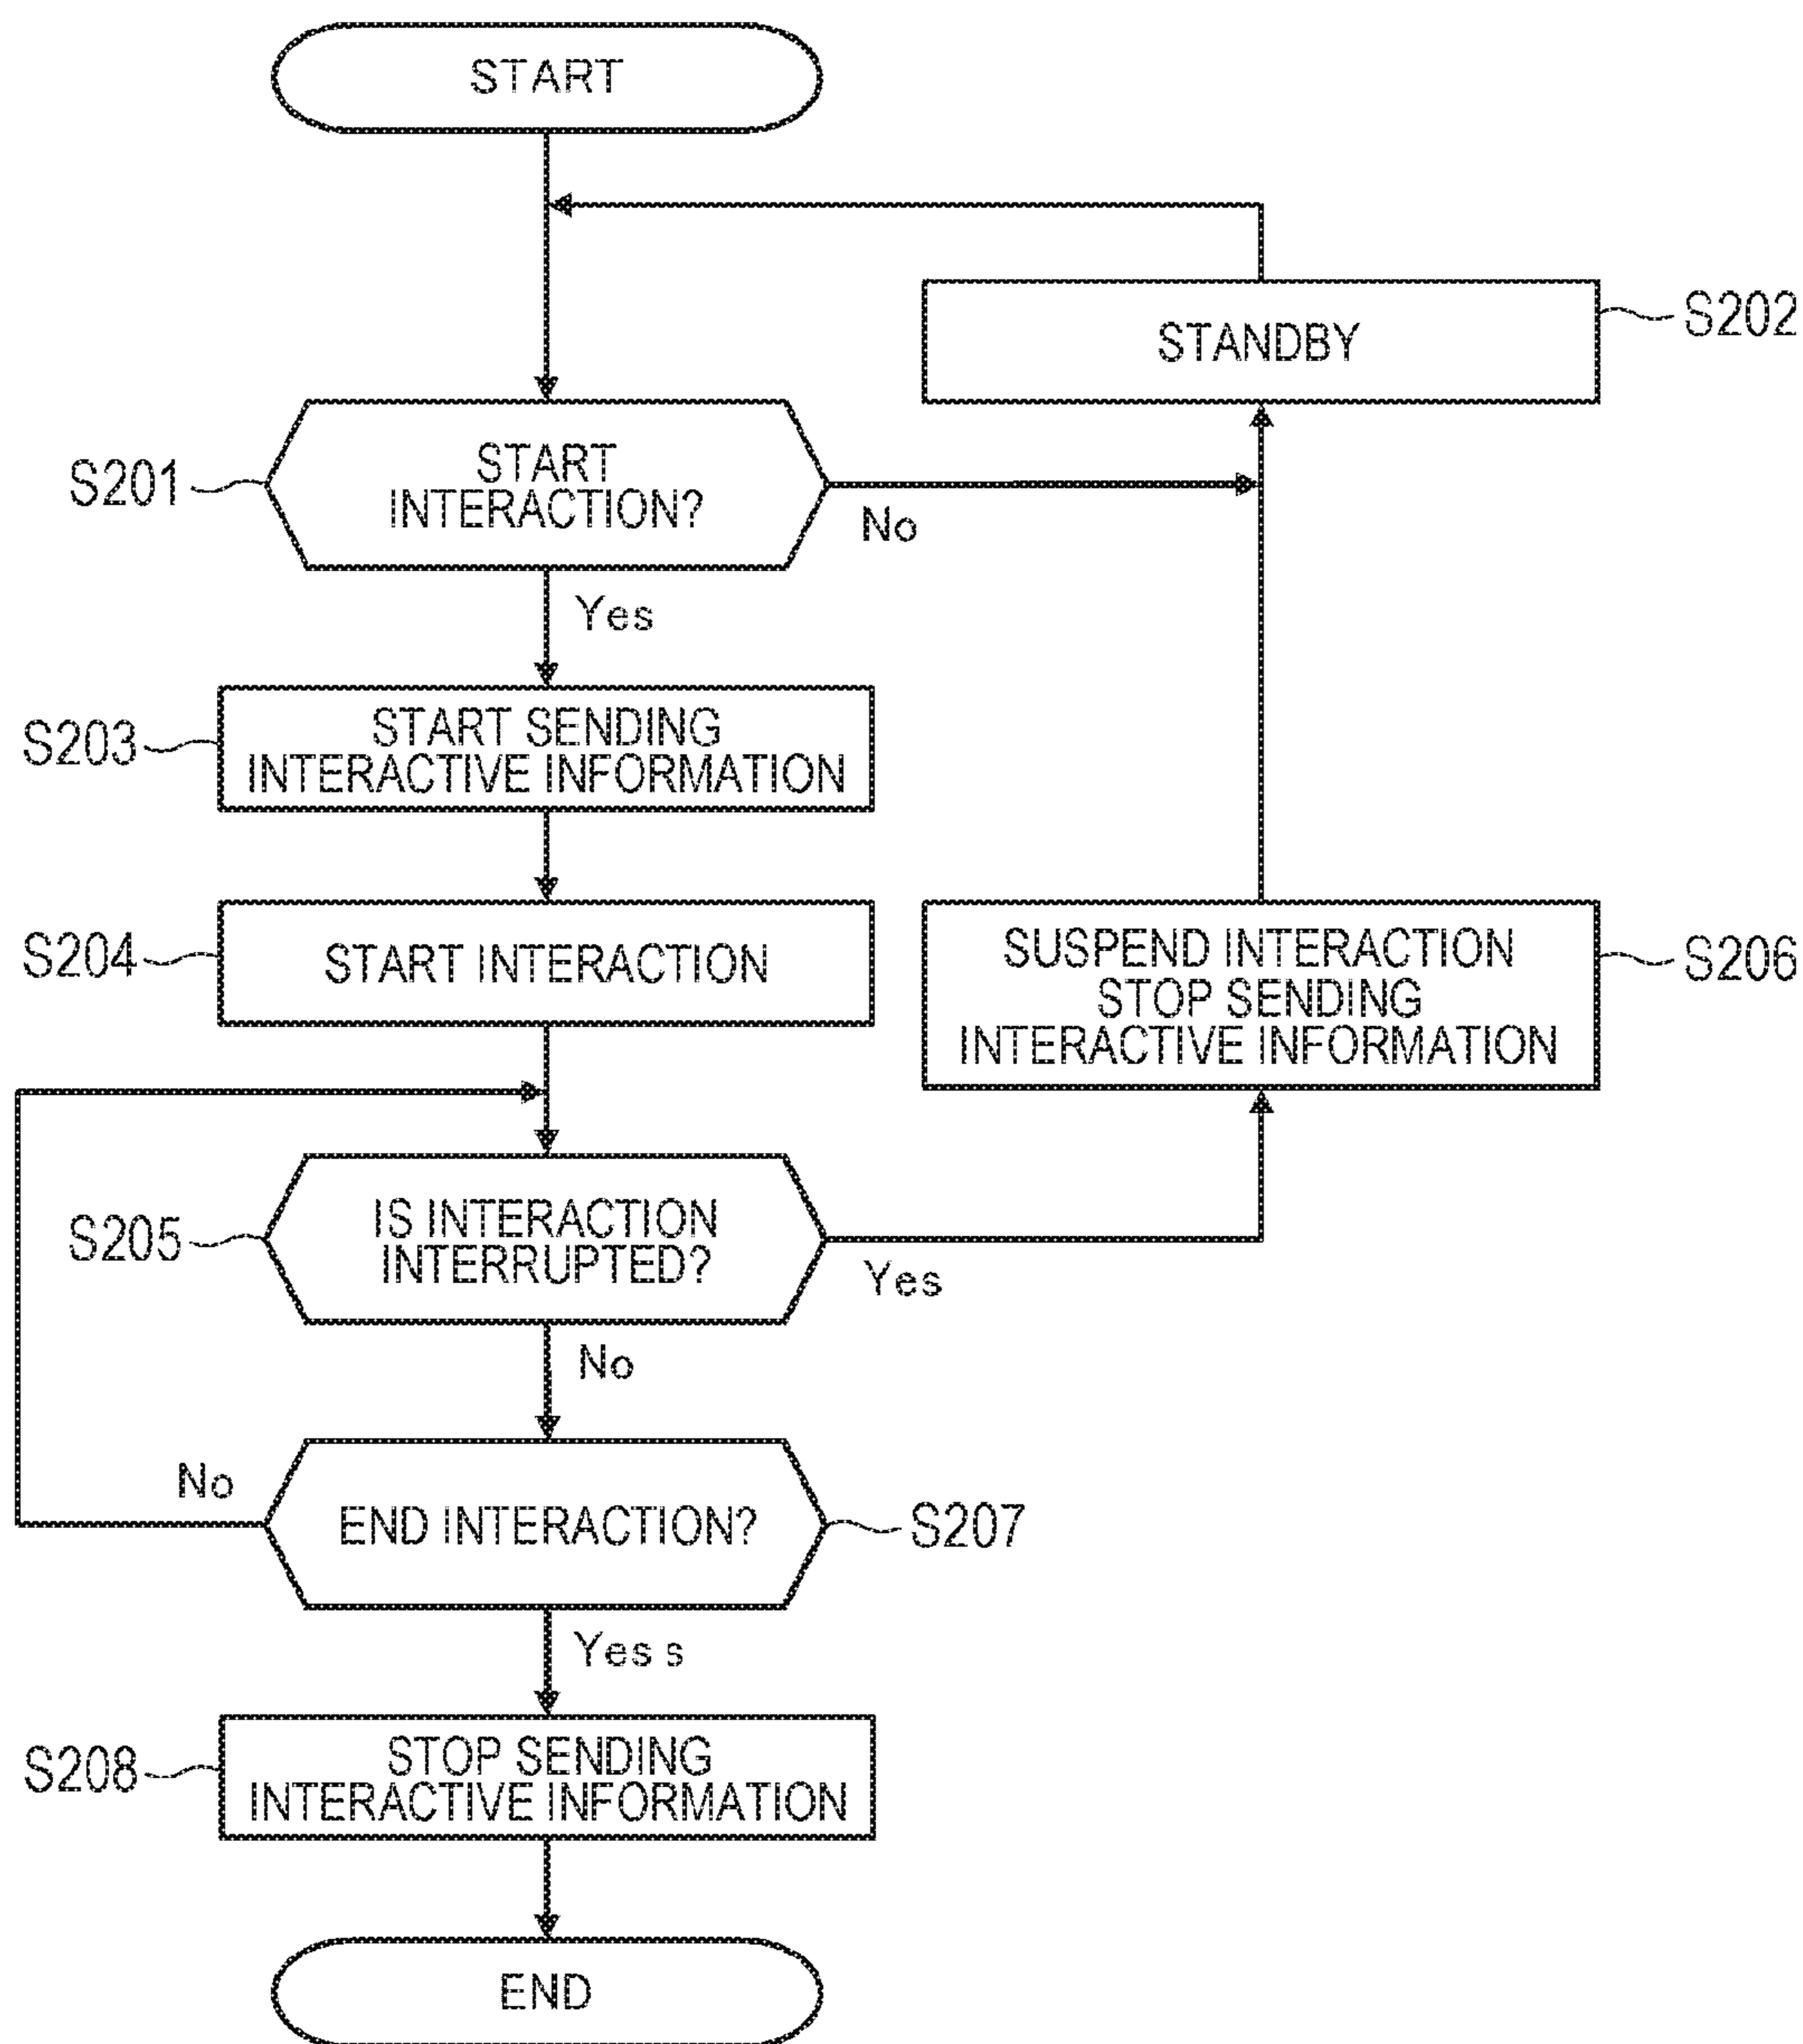 START
STANDBY
S202
S201
START
INTERACTION?
No
Yes
S203
START SENDING
INTERACTIVE INFORMATION
S204
START INTERACTION
SUSPEND INTERACTION
STOP SENDING
INTERACTIVE INFORMATION
S206
S205
IS INTERACTION
INTERRUPTED?
Yes
No
No
END INTERACTION?
S207
Yes s
S208
STOP SENDING
INTERACTIVE INFORMATION
END